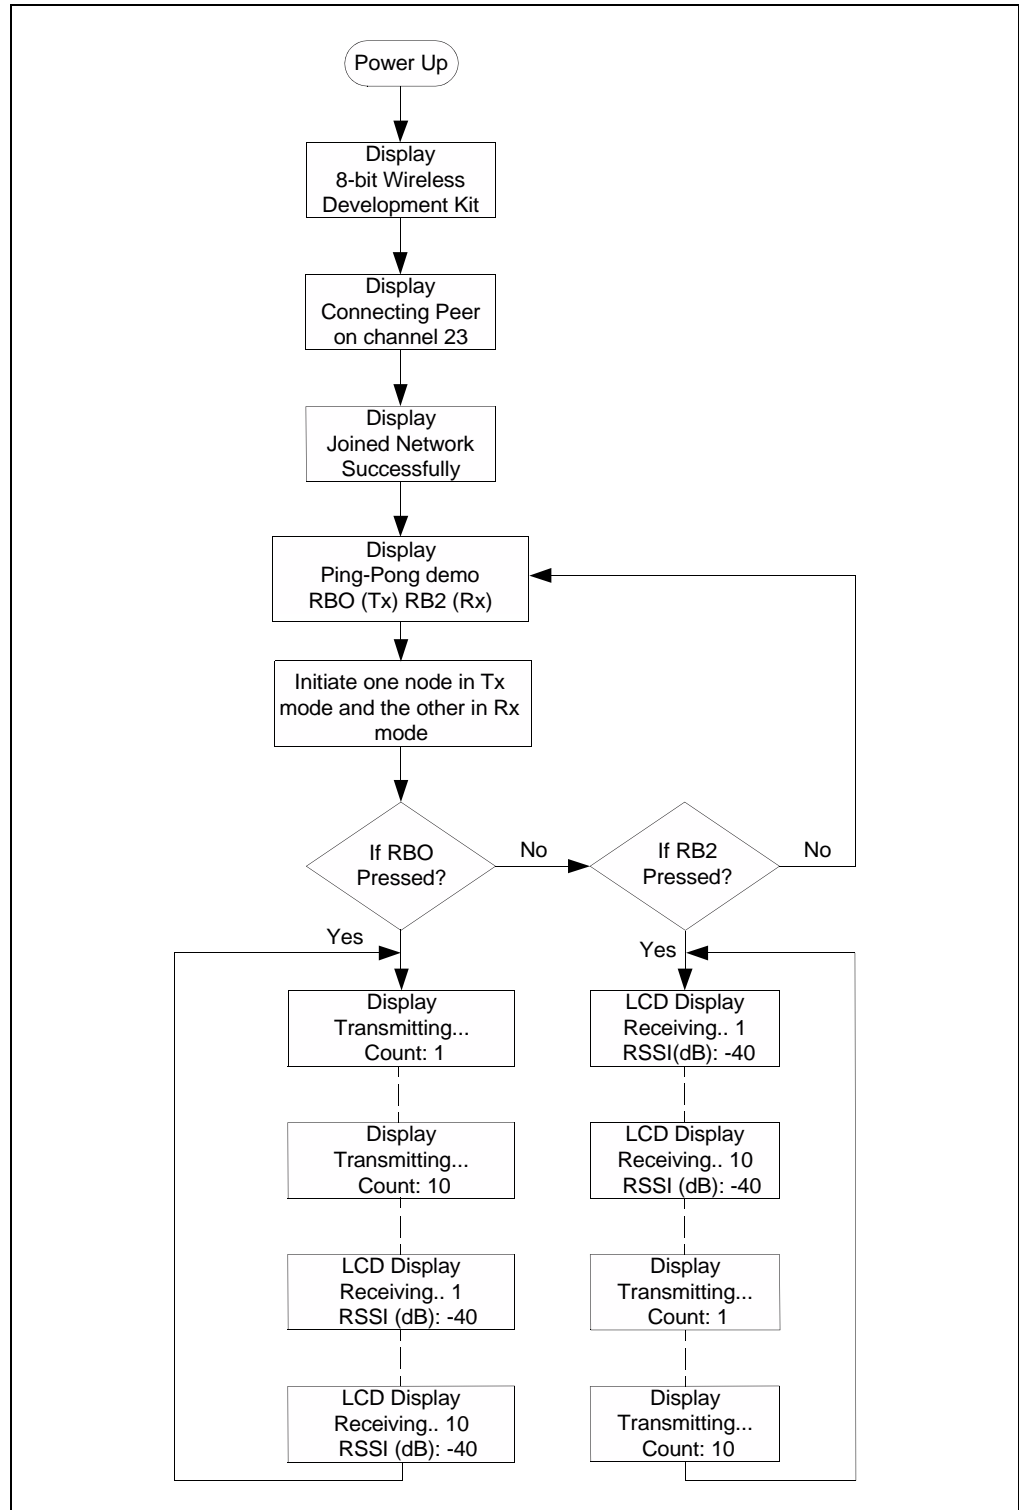 Power Up
Display
8-bit Wireless
Development Kit
Display
Connecting Peer
on channel 23
Display
Joined Network
Successfully
Display
Ping-Pong demo
RBO (Tx) RB2 (Rx)
Initiate one node in Tx
mode and the other in Rx
mode
If RBO
Pressed?
No
If RB2
Pressed?
No
Yes
Display
Transmitting...
Count: 1
Display
Transmitting...
Count: 10
LCD Display
Receiving.. 1
RSSI (dB): -40
LCD Display
Receiving.. 10
RSSI (dB): -40
Yes
LCD Display
Receiving.. 1
RSSI(dB): -40
LCD Display
Receiving.. 10
RSSI (dB): -40
Display
Transmitting...
Count: 1
Display
Transmitting...
Count: 10